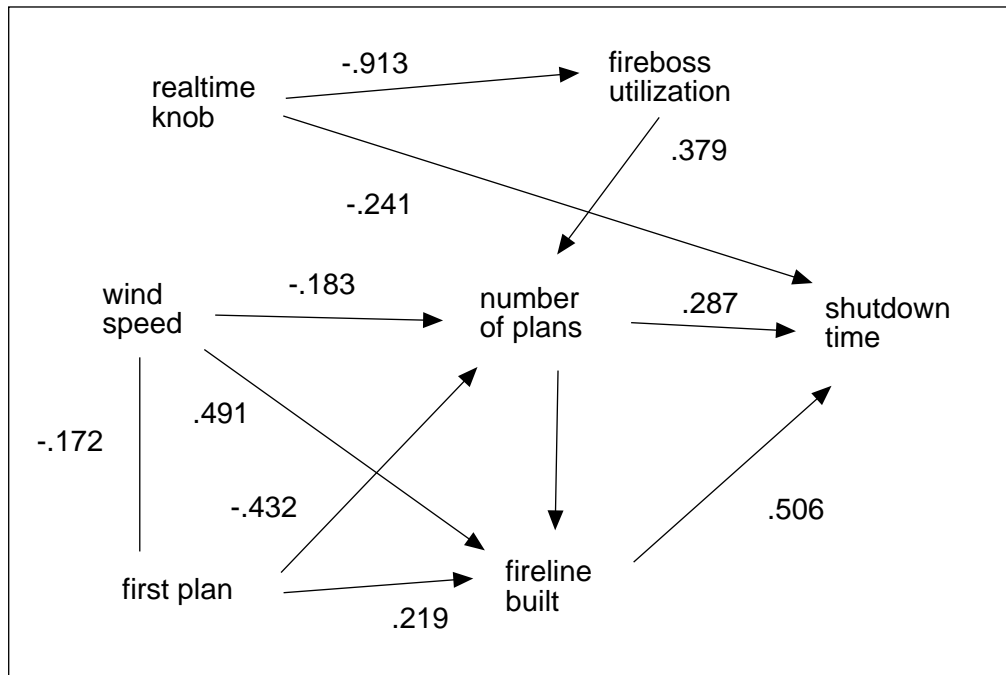 -.913
fireboss
utilization
realtime
knob
.379
-.241
wind
speed
-.183
number
of plans
.287
shutdown
time
.491
-.172
-.432
.506
first plan
fireline
built
.219